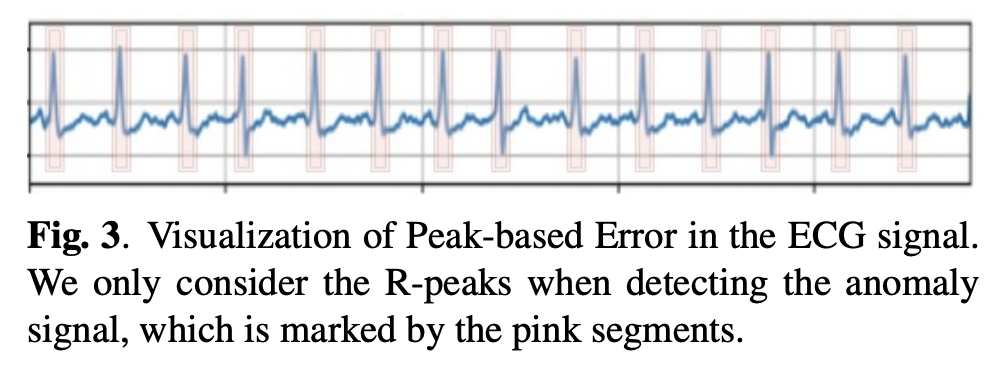 Fig. 3. Visualization of Peak-based Error in the ECG signal.
We only consider the R-peaks when detecting the anomaly
signal, which is marked by the pink segments.